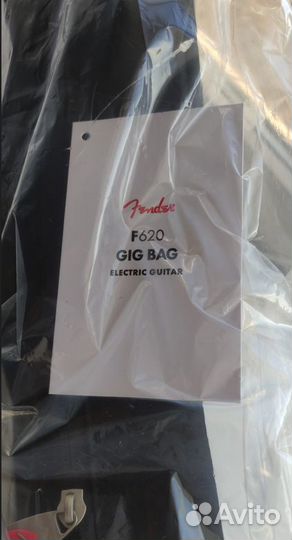 Fender
F620
GIG BAG
ELECTRIC GUITAR
Avito